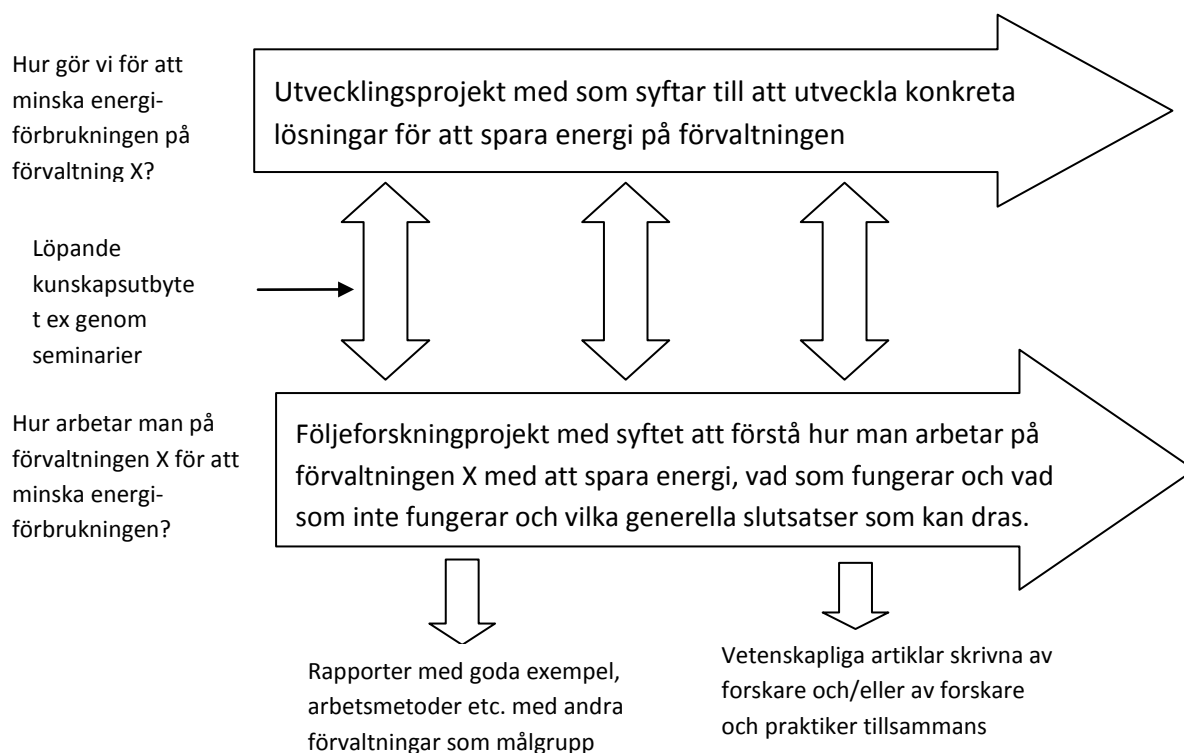 Hur gör vi för att
minska energi-
förbrukningen på
förvaltning X?
Utvecklingsprojekt med som syftar till att utveckla konkreta
lösningar för att spara energi på förvaltningen
Löpande
kunskapsutbyte
t ex genom
seminarier
Hur arbetar man på
förvaltningen X för att
minska energi-
förbrukningen?
Följeforskningprojekt med syftet att förstå hur man arbetar på
förvaltningen X med att spara energi, vad som fungerar och vad
som inte fungerar och vilka generella slutsatser som kan dras.
Rapporter med goda exempel,
arbetsmetoder etc. med andra
förvaltningar som målgrupp
Vetenskapliga artiklar skrivna av
forskare och/eller av forskare
och praktiker tillsammans